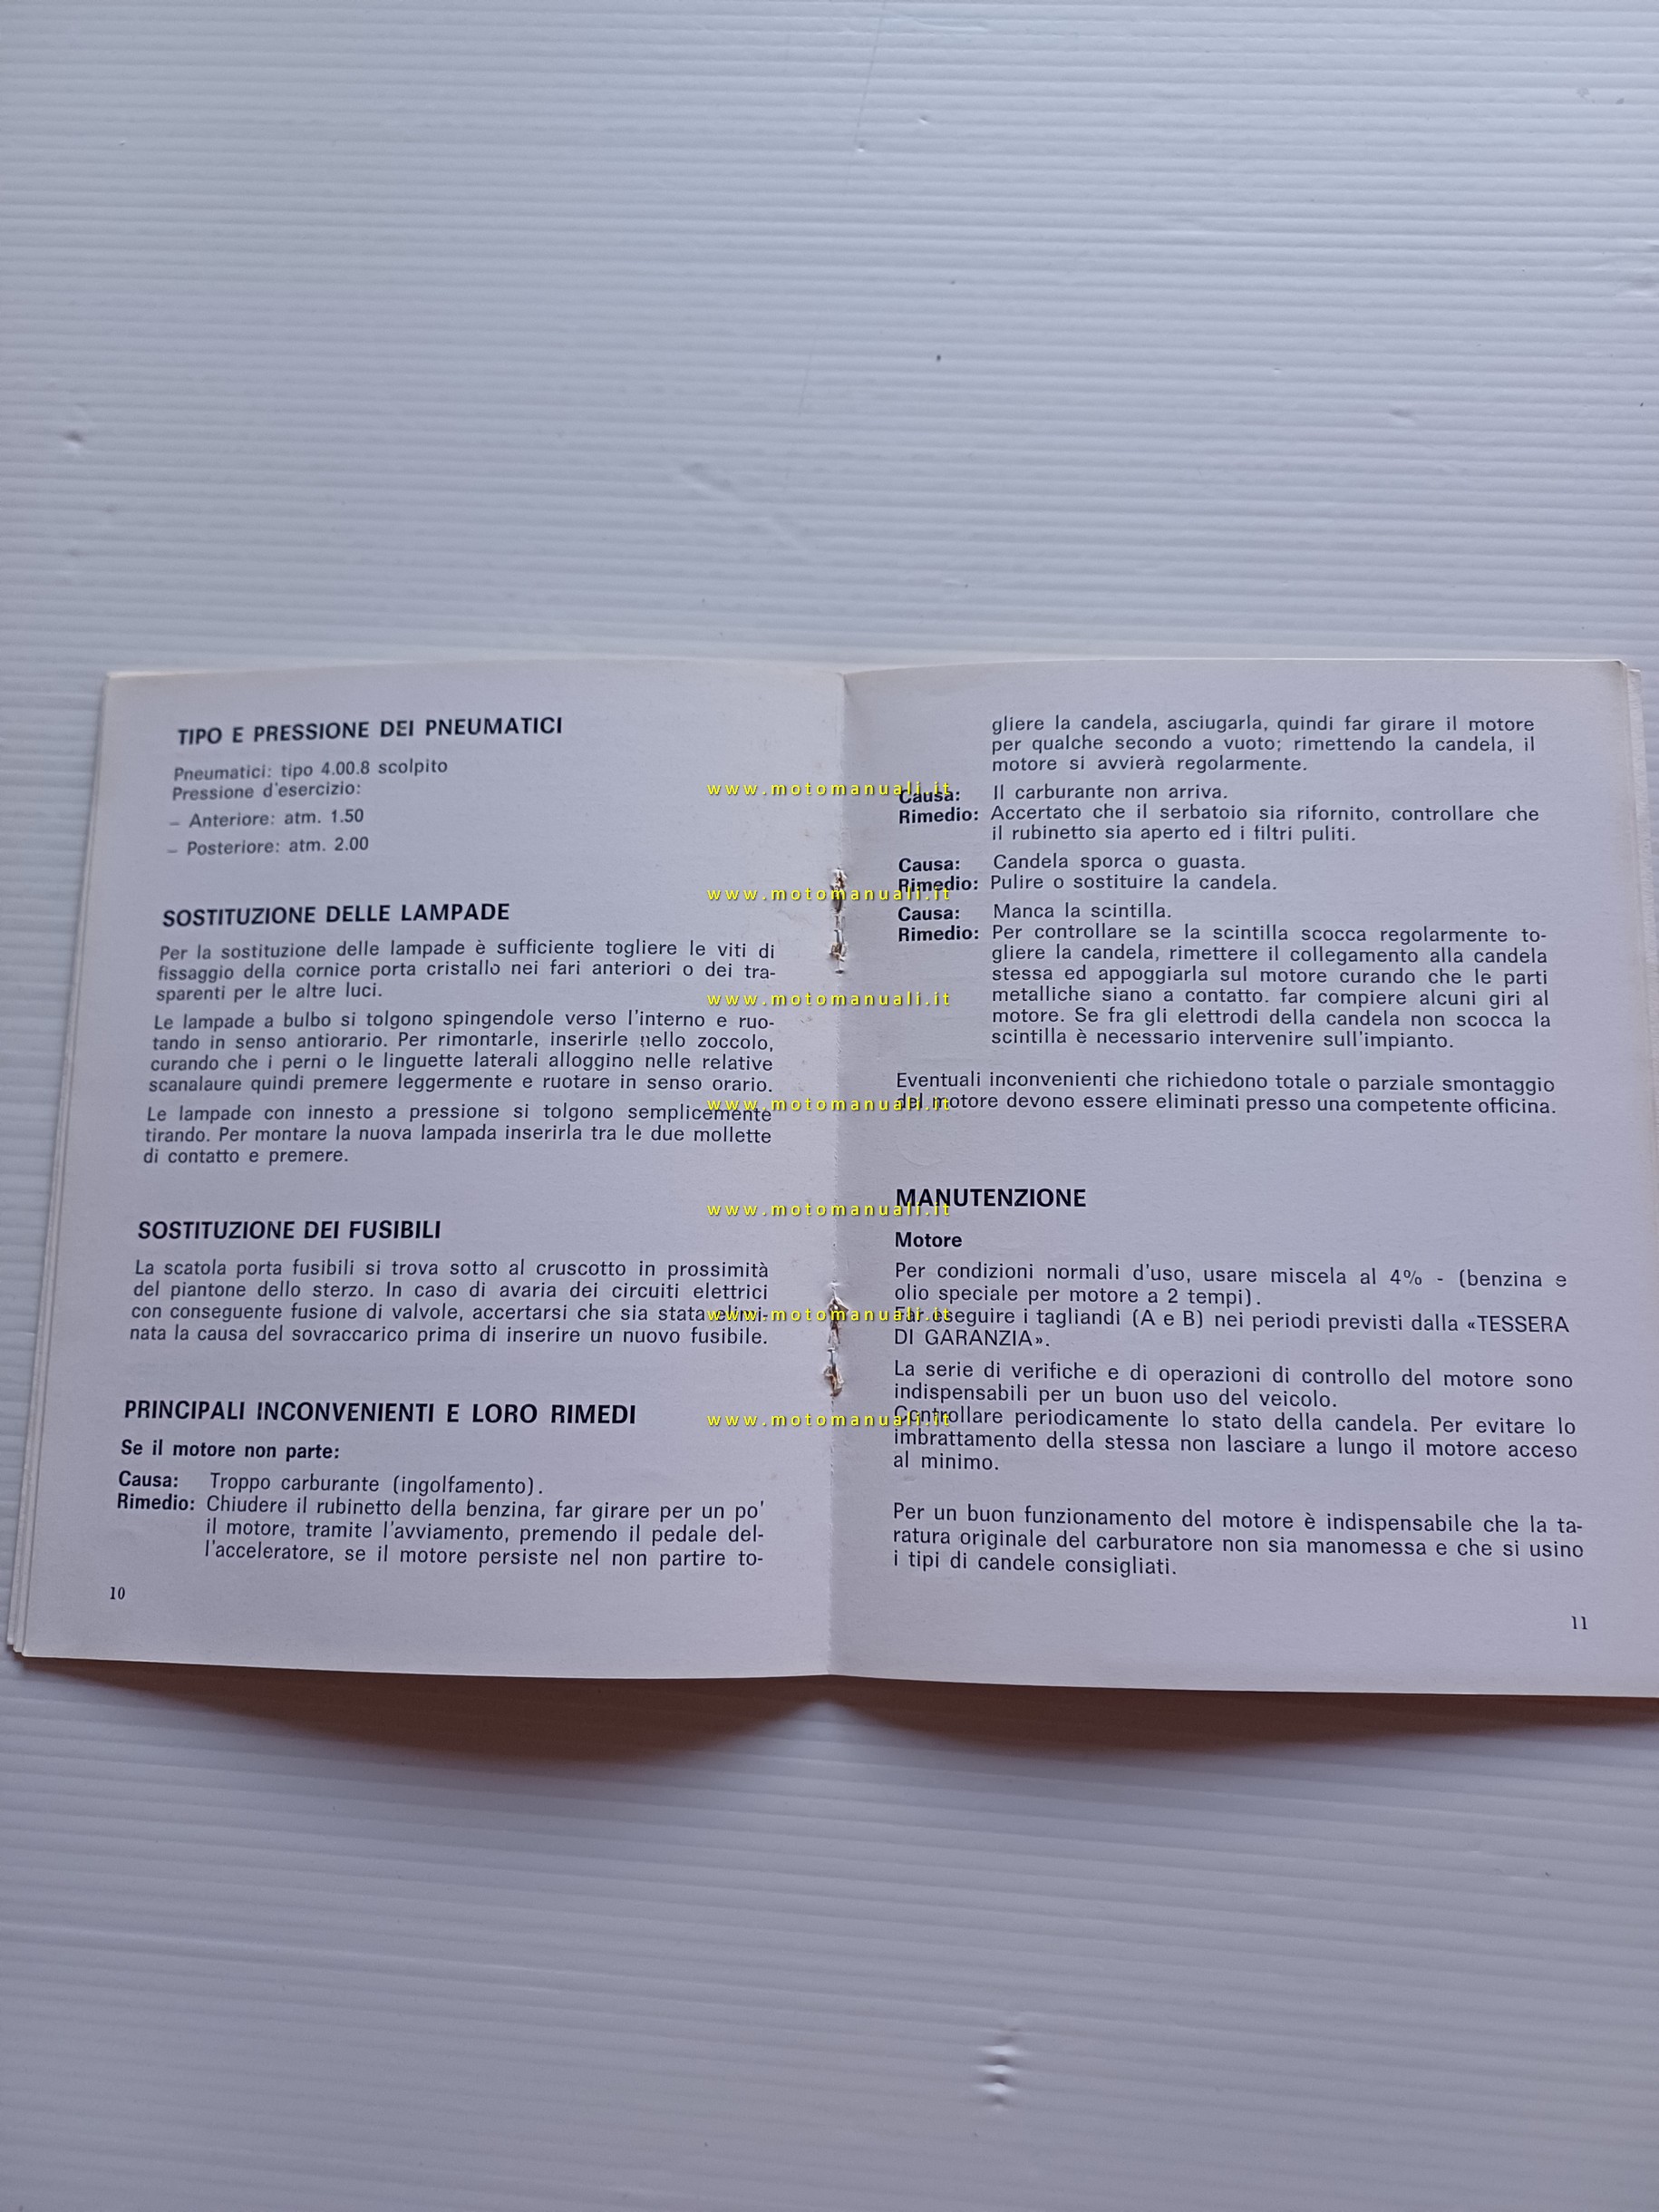 TIPO E PRESSIONE DEI PNEUMATICI
Pneumatici: tipo 4.00.8 scolpito
Pressione d'esercizio:
– Anteriore: atm. 1.50
– Posteriore: atm. 2.00
SOSTITUZIONE DELLE LAMPADE
Per la sostituzione delle lampade è sufficiente togliere le viti di
fissaggio della cornice porta cristallo nei fari anteriori o dei tra-
sparenti per le altre luci.
Le lampade a bulbo si tolgono spingendole verso l'interno e ruo-
tando in senso antiorario. Per rimontarle, inserirle nello zoccolo,
curando che i perni o le linguette laterali alloggino nelle relative
scanalaure quindi premere leggermente e ruotare in senso orario.
Le lampade con innesto a pressione si tolgono semplicemente
tirando. Per montare la nuova lampada inserirla tra le due mollette
di contatto e premere.
SOSTITUZIONE DEI FUSIBILI
La scatola porta fusibili si trova sotto al cruscotto in prossimità
del piantone dello sterzo. In caso di avaria dei circuiti elettrici
con conseguente fusione di valvole, accertarsi che sia stata elimi-
nata la causa del sovraccarico prima di inserire un nuovo fusibile.
PRINCIPALI INCONVENIENTI E LORO RIMEDI
Se il motore non parte:
Causa: Troppo carburante (ingolfamento).
Rimedio: Chiudere il rubinetto della benzina, far girare per un po'
il motore, tramite l'avviamento, premendo il pedale del-
l'acceleratore, se il motore persiste nel non partire to-
10
gliere la candela, asciugarla, quindi far girare il motore
per qualche secondo a vuoto; rimettendo la candela, il
motore si avvierà regolarmente.
Causa: Il carburante non arriva.
Rimedio: Accertato che il serbatoio sia rifornito, controllare che
il rubinetto sia aperto ed i filtri puliti.
Causa: Candela sporca o guasta.
Rimedio: Pulire o sostituire la candela.
Causa: Manca la scintilla.
Rimedio: Per controllare se la scintilla scocca regolarmente to-
gliere la candela, rimettere il collegamento alla candela
stessa ed appoggiarla sul motore curando che le parti
metalliche siano a contatto. far compiere alcuni giri al
motore. Se fra gli elettrodi della candela non scocca la
scintilla è necessario intervenire sull'impianto.
Eventuali inconvenienti che richiedono totale o parziale smontaggio
del motore devono essere eliminati presso una competente officina.
MANUTENZIONE
Motore
Per condizioni normali d'uso, usare miscela al 4% - (benzina e
olio speciale per motore a 2 tempi).
Far eseguire i tagliandi (A e B) nei periodi previsti dalla «TESSERA
DI GARANZIA».
La serie di verifiche e di operazioni di controllo del motore sono
indispensabili per un buon uso del veicolo.
Controllare periodicamente lo stato della candela. Per evitare lo
imbrattamento della stessa non lasciare a lungo il motore acceso
al minimo.
Per un buon funzionamento del motore è indispensabile che la ta-
ratura originale del carburatore non sia manomessa e che si usino
i tipi di candele consigliati.
11
www.motomanuali.it
www.motomanuali.it
www.motomanuali.it
www.motomanuali.it
www.motomanuali.it
www.motomanuali.it
www.motomanuali.it